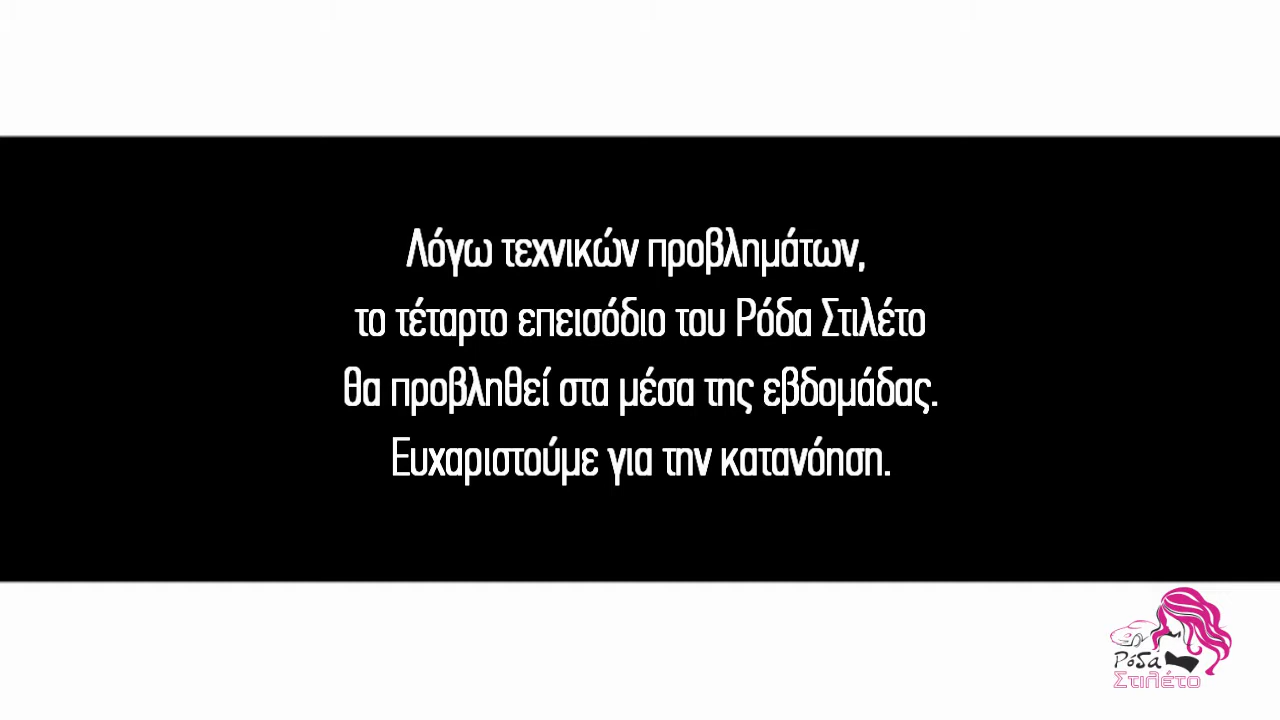 Λόγω τεχνικών προβλημάτων,
το τέταρτο επεισόδιο του Ρόδα Στιλέτο
θα προβληθεί στα μέσα της εβδομάδας.
Ευχαριστούμε για την κατανόηση.
Ρόδα
Στιλέτο